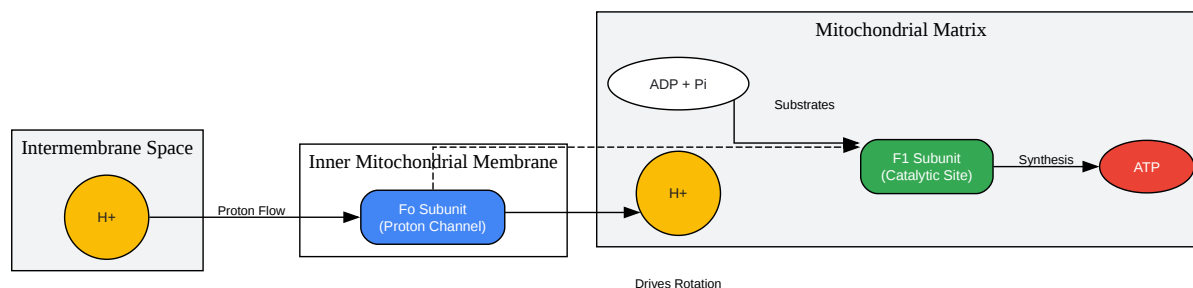 Mitochondrial Matrix
ADP + Pi
Substrates
Intermembrane Space
Inner Mitochondrial Membrane
F1 Subunit
(Catalytic Site)
Synthesis
ATP
H+
H+
Proton Flow
Fo Subunit
(Proton Channel)
Drives Rotation